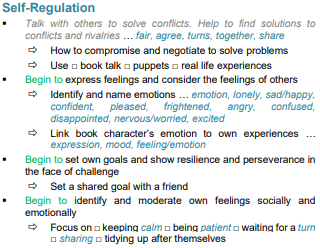 Self-Regulation
▪ Talk with others to solve conflicts. Help to find solutions to
conflicts and rivalries … fair, agree, turns, together, share
⇨ How to compromise and negotiate to solve problems
⇨ Use □ book talk □ puppets □ real life experiences
▪ Begin to express feelings and consider the feelings of others
⇨ Identify and name emotions … emotion, lonely, sad/happy,
confident, pleased, frightened, angry, confused,
disappointed, nervous/worried, excited
⇨ Link book character's emotion to own experiences …
expression, mood, feeling/emotion
▪ Begin to set own goals and show resilience and perseverance in
the face of challenge
⇨ Set a shared goal with a friend
▪ Begin to identify and moderate own feelings socially and
emotionally
⇨ Focus on □ keeping calm □ being patient □ waiting for a turn
□ sharing □ tidying up after themselves